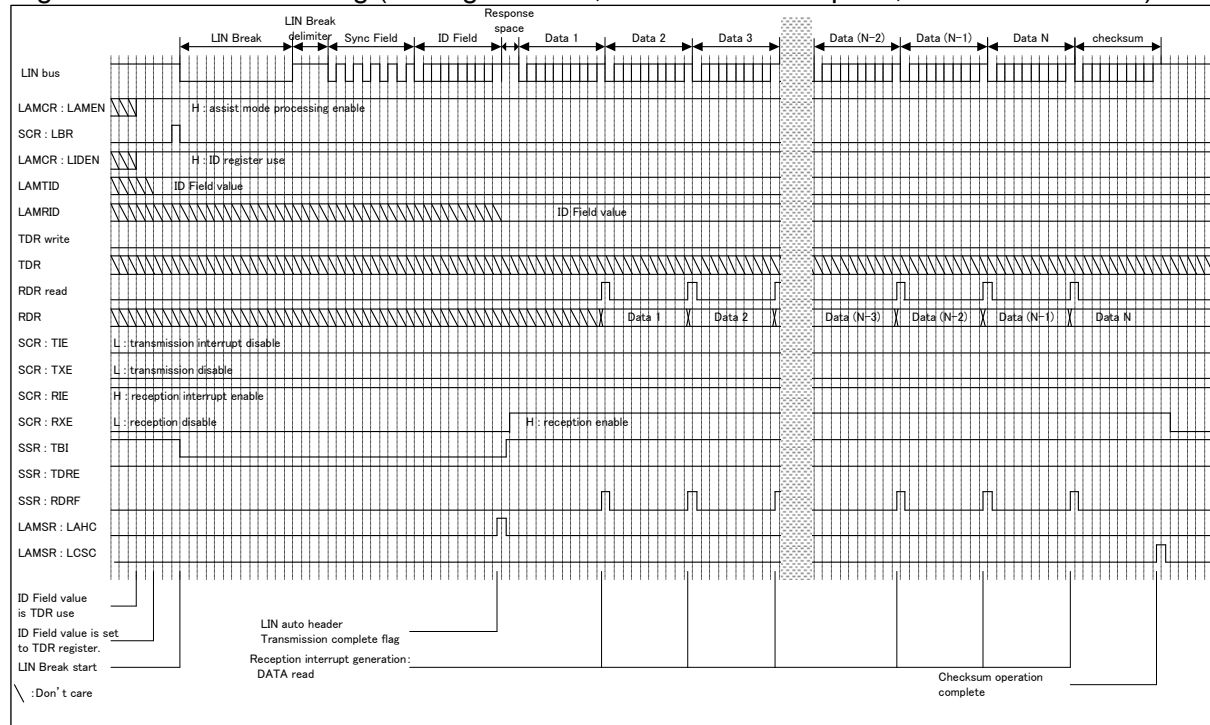 LIN Break
delimiter
Response
space
LIN Break
Sync Field
ID Field
Data 1
Data 2
Data 3
Data (N-2)
Data (N-1)
Data N
checksum
LIN bus
LAMCR : LAMEN
H : assist mode processing enable
SCR : LBR
LAMCR : LIDEN
H : ID register use
LAMTID
ID Field value
LAMRID
ID Field value
TDR write
TDR
RDR read
RDR
Data 1
Data 2
Data (N-3)
Data (N-2)
Data (N-1)
Data N
SCR : TIE
L : transmission interrupt disable
SCR : TXE
L : transmission disable
SCR : RIE
H : reception interrupt enable
SCR : RXE
L : reception disable
H : reception enable
SSR : TBI
SSR : TDRE
SSR : RDRF
LAMSR : LAHC
LAMSR : LCSC
ID Field value
is TDR use
ID Field value is set
to TDR register.
LIN Break start
LIN auto header
Transmission complete flag
Reception interrupt generation:
DATA read
Checksum operation
complete
:Don't care